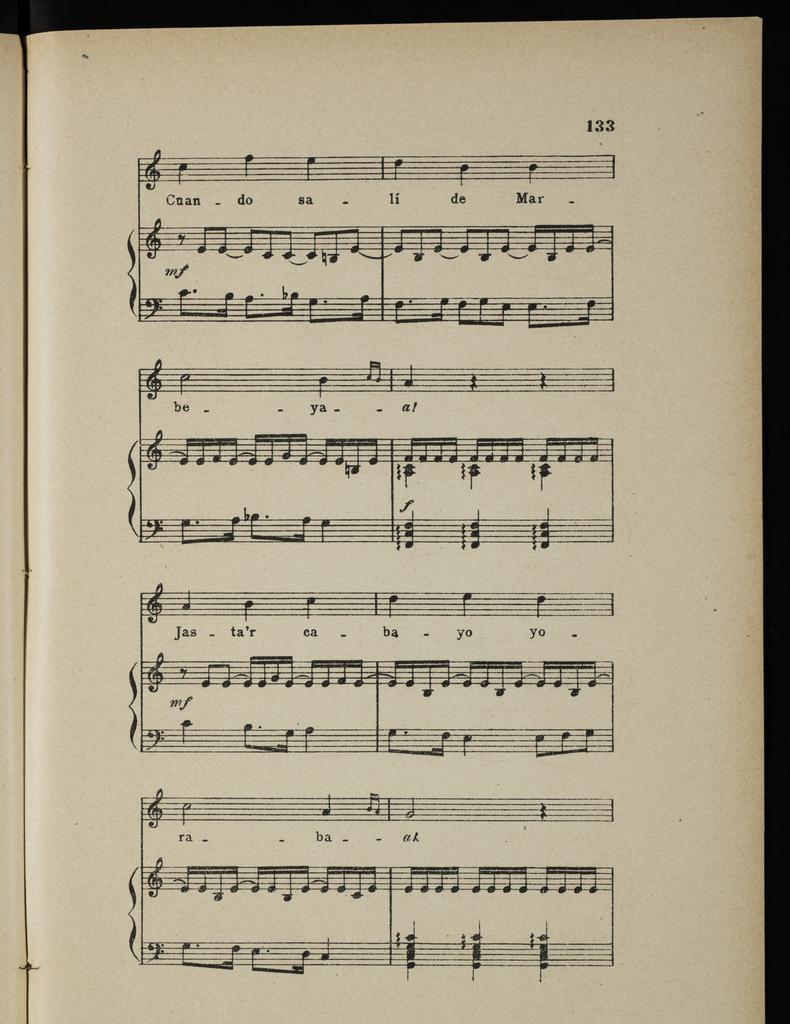 133
Cuan - do sa - lí de Mar -
mf
be - ya - a!
f
Jas - ta'r ca - ba - yo yo -
mf
ra - ba - a!